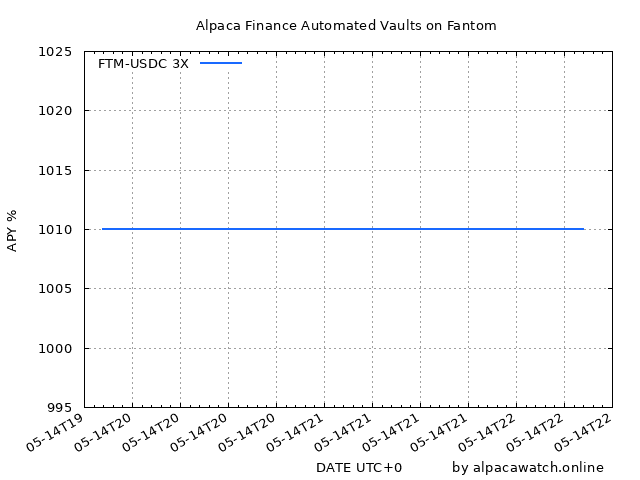 Alpaca Finance Automated Vaults on Fantom
FTM-USDC 3X
1025
1020
1015
1010
1005
1000
995
APY %
05-14T19
05-14T20
05-14T20
05-14T20
05-14T20
05-14T21
05-14T21
05-14T21
05-14T21
05-14T22
05-14T22
05-14T22
DATE UTC+0
by alpacawatch.online